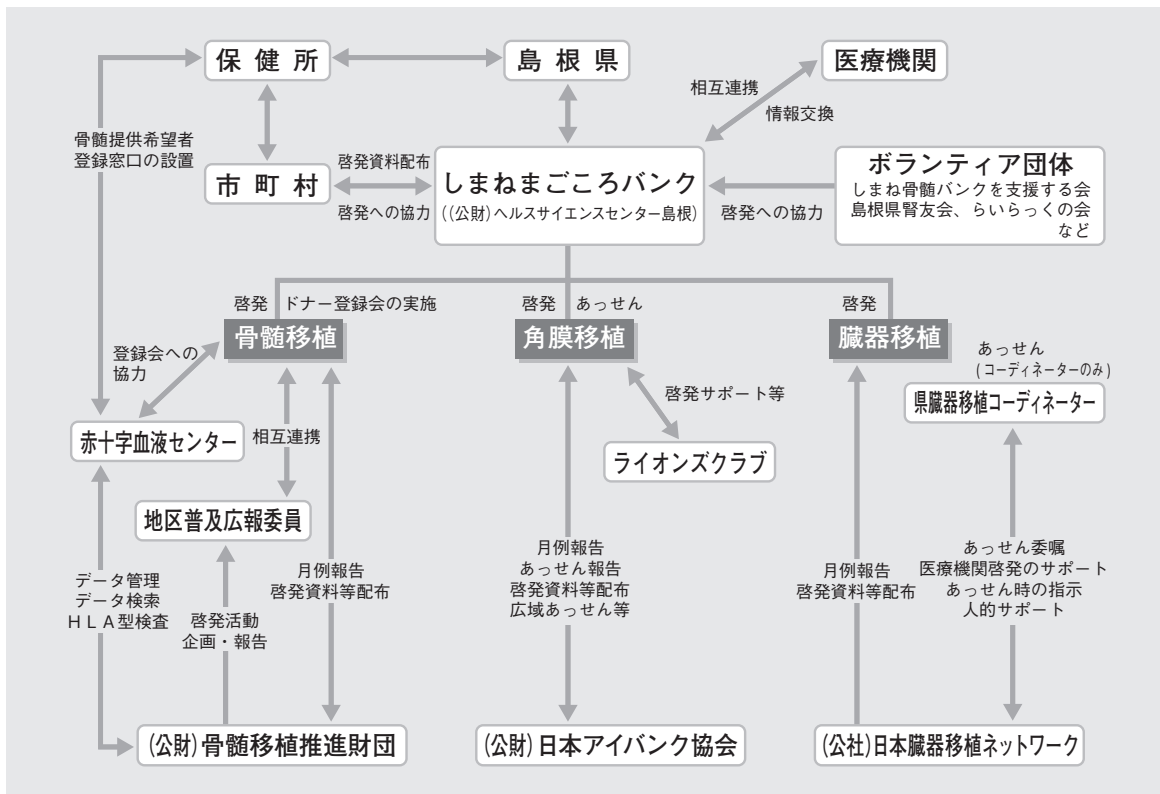 保健所
島根県
医療機関
相互連携
情報交換
骨髄提供希望者
登録窓口の設置
市町村
啓発資料配布
啓発への協力
しまねまごころバンク
((公財)ヘルスサイエンスセンター島根)
啓発への協力
ボランティア団体
しまね骨髄バンクを支援する会
島根県腎友会、らいらっくの会
など
啓発 ドナー登録会の実施
骨髄移植
啓発 あっせん
角膜移植
啓発
臓器移植
登録会への
協力
あっせん
(コーディネーターのみ)
県臓器移植コーディネーター
啓発サポート等
赤十字血液センター
相互連携
ライオンズクラブ
地区普及広報委員
データ管理
データ検索
HLA型検査
啓発活動
企画・報告
月例報告
啓発資料等配布
月例報告
あっせん報告
啓発資料等配布
広域あっせん等
月例報告
啓発資料等配布
あっせん委嘱
医療機関啓発のサポート
あっせん時の指示
人的サポート
(公財)骨髄移植推進財団
(公財)日本アイバンク協会
(公社)日本臓器移植ネットワーク